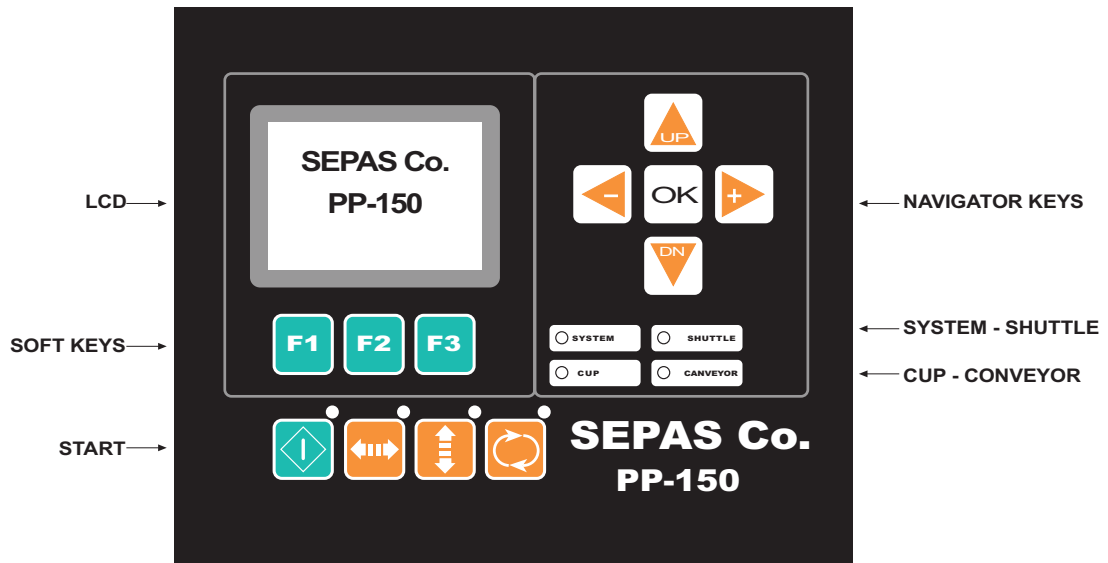 LCD
SOFT KEYS
START
SEPAS Co.
PP-150
F1 F2 F3
UP
-
OK
+
DN
SYSTEM
SHUTTLE
CUP
CANVEYOR
SEPAS Co.
PP-150
NAVIGATOR KEYS
SYSTEM - SHUTTLE
CUP - CONVEYOR